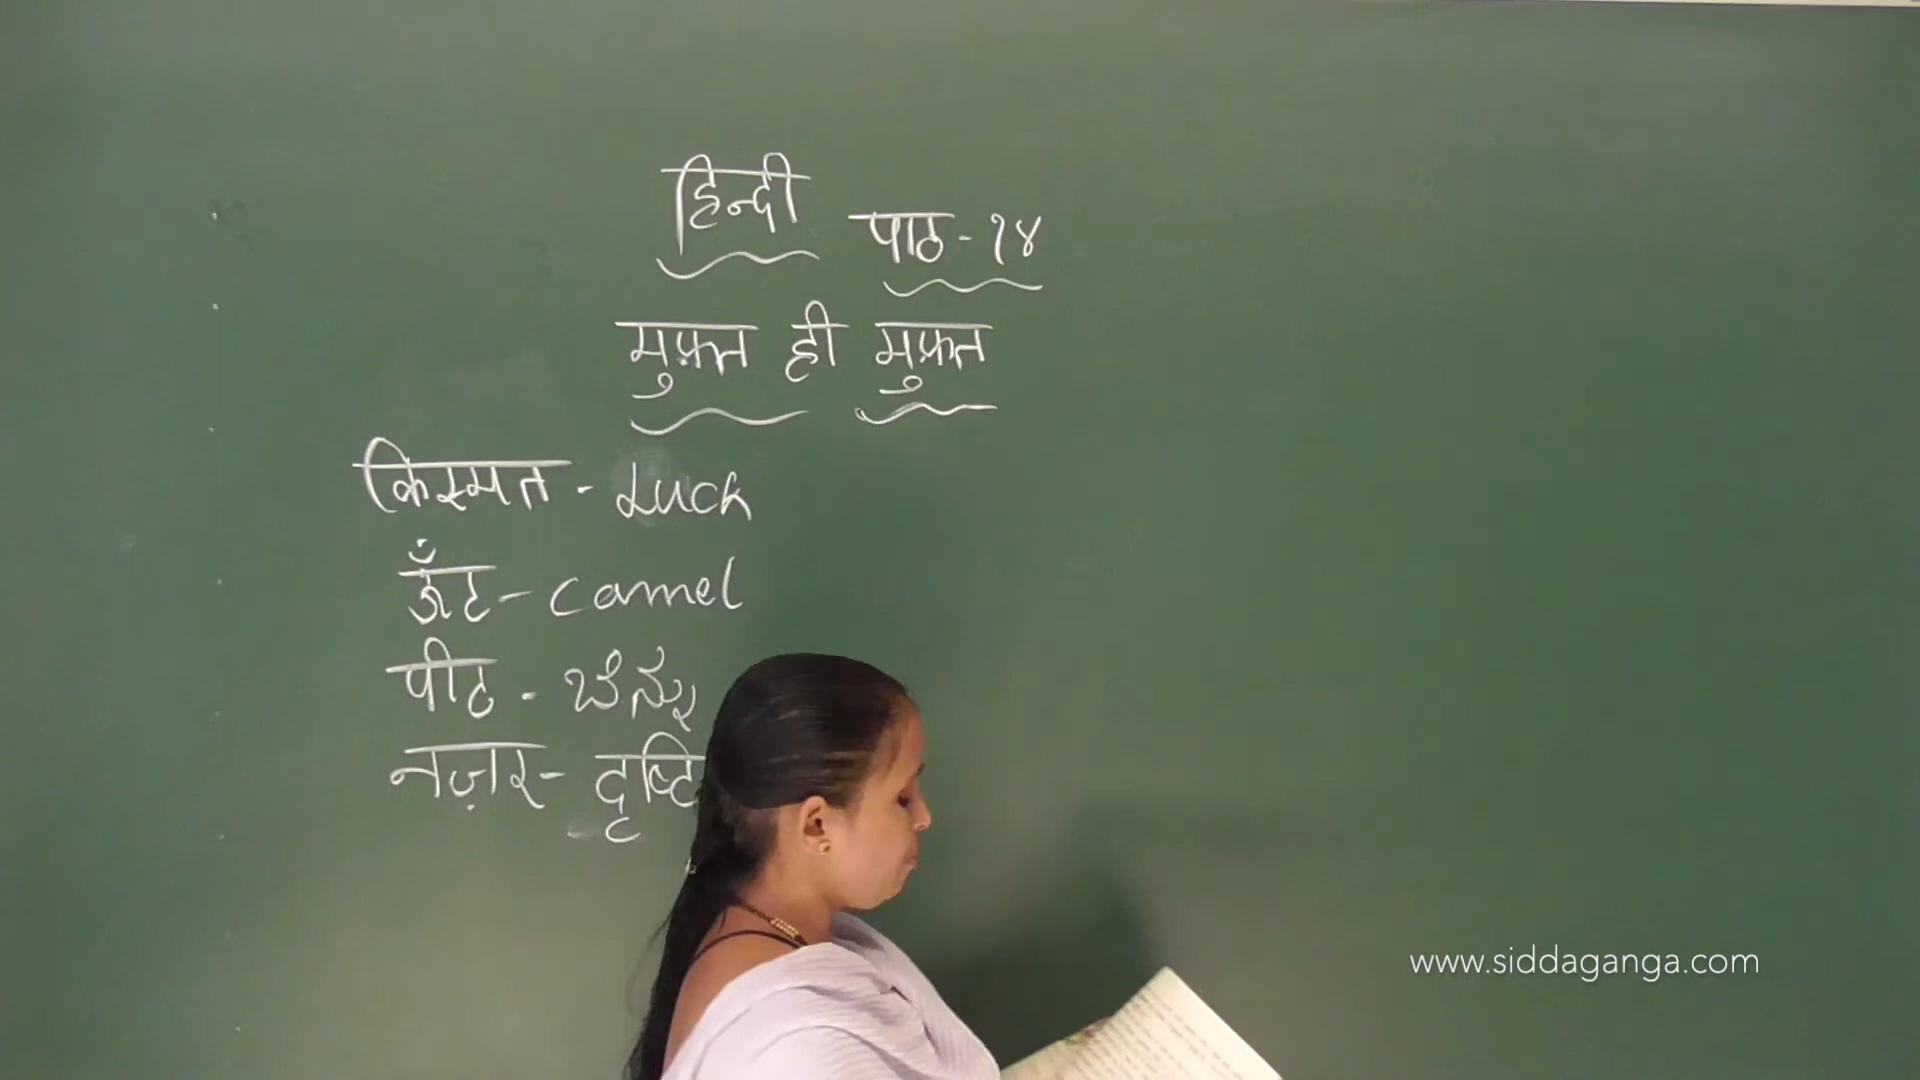 हिन्दी
पाठ-१४
मुफ़्त ही मुफ़्त
किस्मत - Luck
ऊँट - camel
पीठ - ಬೆನ್ನು
नज़र - दृष्टि
www.siddaganga.com